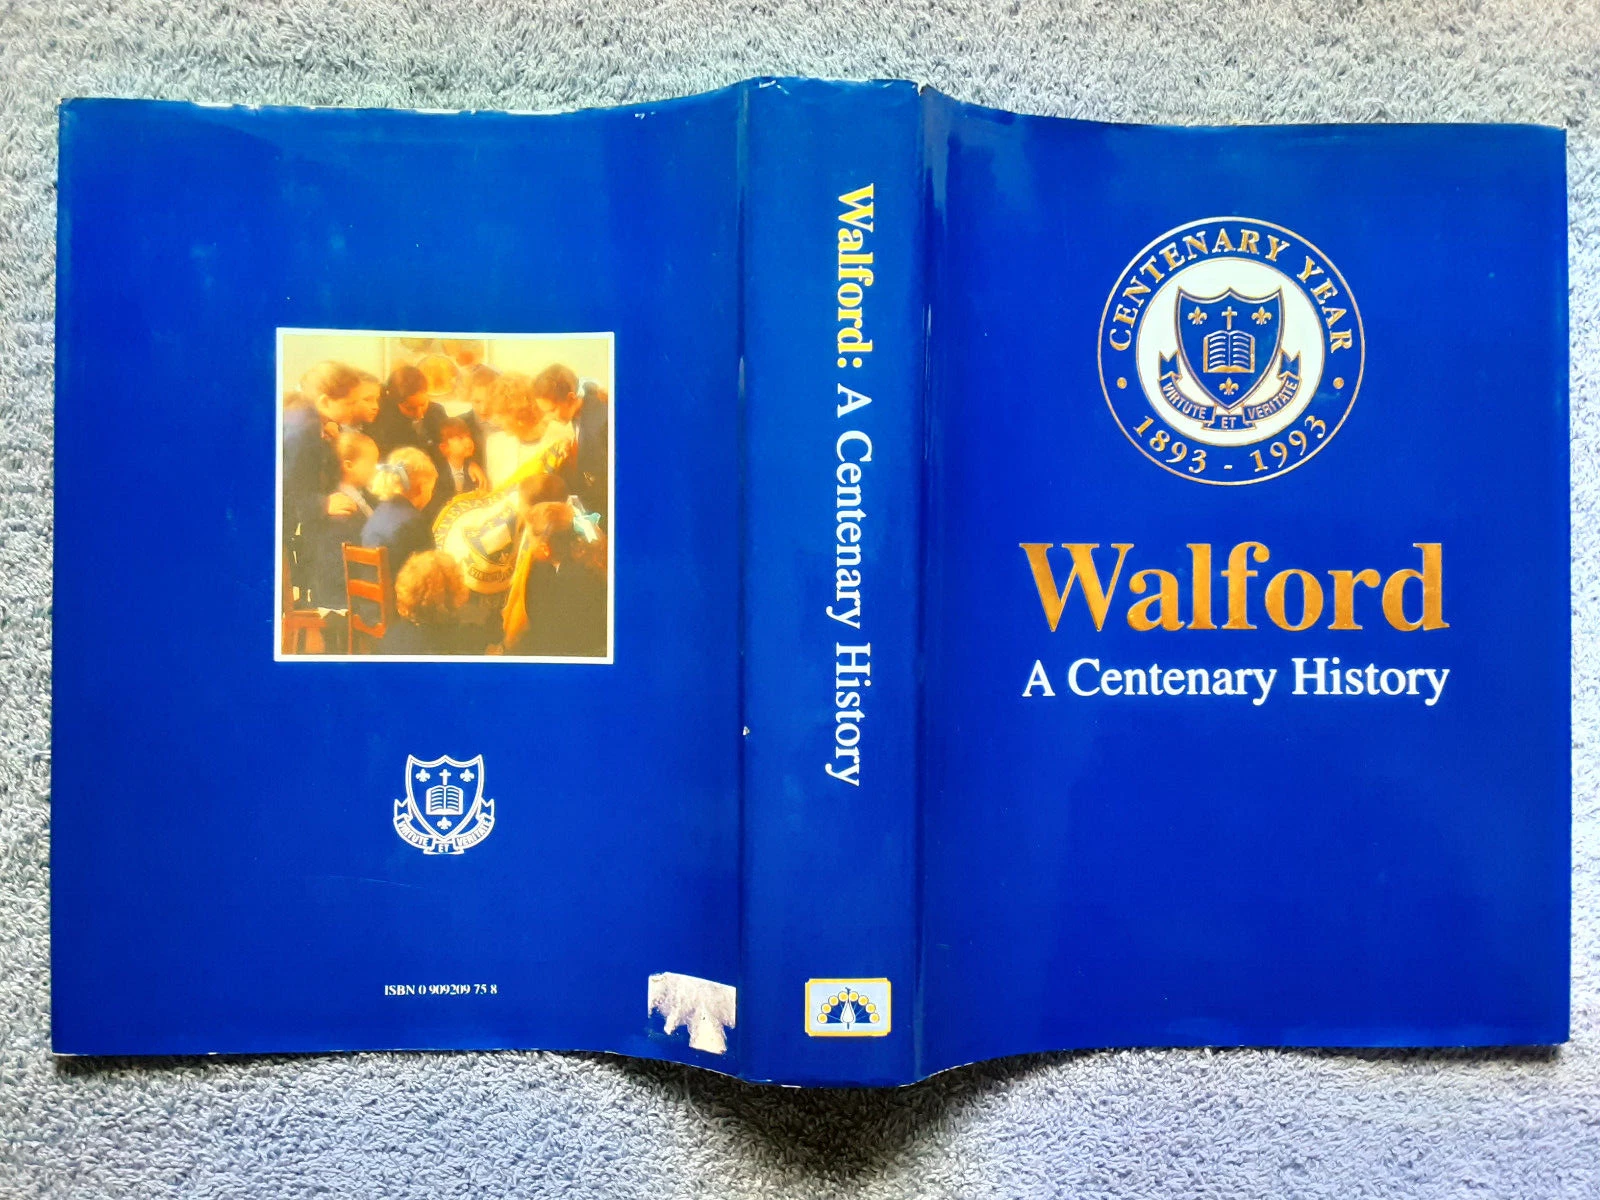 VIRTUTE ET VERITATE
ISBN 0 909209 75 8
Walford: A Centenary History
CENTENARY YEAR
VIRTUTE ET VERITATE
1893 - 1993
Walford
A Centenary History